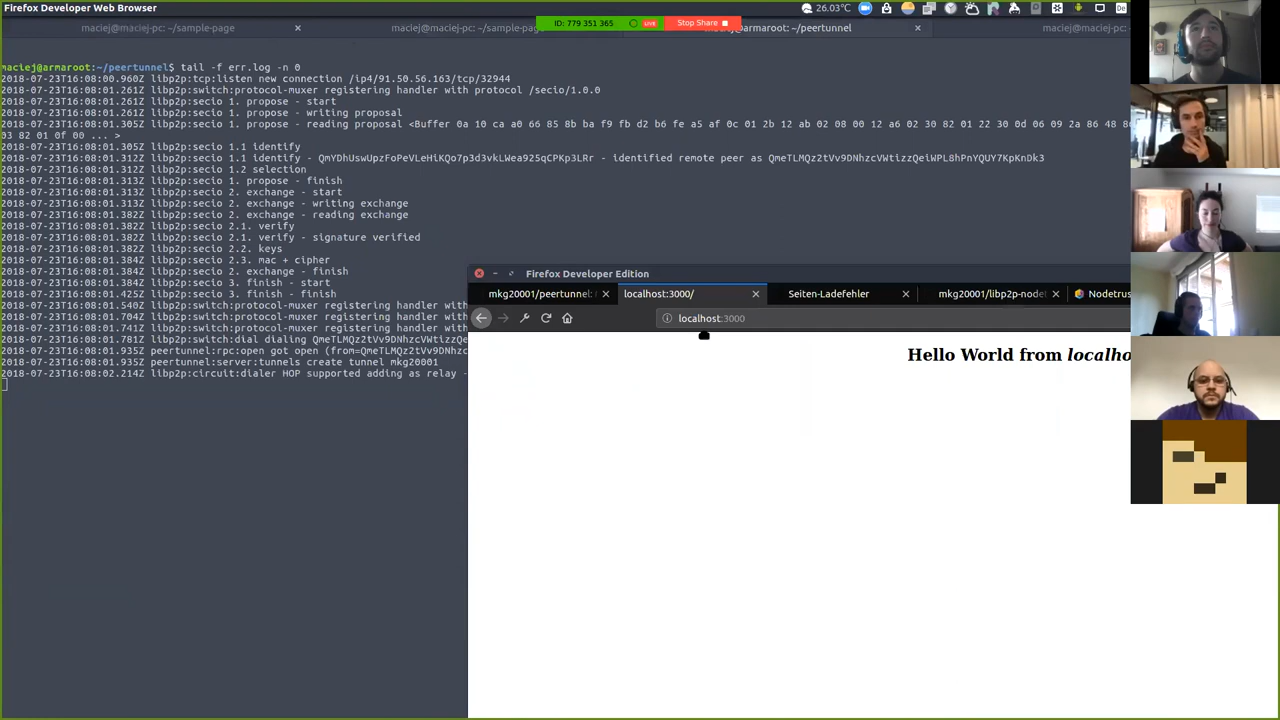 Firefox Developer Web Browser
26.03°C
De
ID: 779 351 365
Live
Stop Share
maciej@maciej-pc: ~/sample-page
maciej@maciej-pc: ~/sample-page
maciej@armaroot: ~/peertunnel
maciej@maciej-pc: ~/
maciej@armaroot:~/peertunnel$ tail -f err.log -n 0
2018-07-23T16:08:00.960Z libp2p:tcp:listen new connection /ip4/91.50.56.163/tcp/32944
2018-07-23T16:08:01.261Z libp2p:switch:protocol-muxer registering handler with protocol /secio/1.0.0
2018-07-23T16:08:01.261Z libp2p:secio 1. propose - start
2018-07-23T16:08:01.261Z libp2p:secio 1. propose - writing proposal
2018-07-23T16:08:01.305Z libp2p:secio 1. propose - reading proposal <Buffer 0a 10 ca a0 66 85 8b ba f9 fb d2 b6 fe a5 af 0c 01 2b 12 ab 02 08 00 12 a6 02 30 82 01 22 30 0d 06 09 2a 86 48 86
03 82 01 0f 00 ... >
2018-07-23T16:08:01.305Z libp2p:secio 1.1 identify
2018-07-23T16:08:01.312Z libp2p:secio 1.1 identify - QmYDhUswUpzFoPeVLeHiKQo7p3d3vkLWea925qCPKp3LRr - identified remote peer as QmeTLMQz2tVv9DNhzcVWtizzQeiWPL8hPnYQUY7KpKnDk3
2018-07-23T16:08:01.312Z libp2p:secio 1.2 selection
2018-07-23T16:08:01.313Z libp2p:secio 1. propose - finish
2018-07-23T16:08:01.313Z libp2p:secio 2. exchange - start
2018-07-23T16:08:01.313Z libp2p:secio 2. exchange - writing exchange
2018-07-23T16:08:01.382Z libp2p:secio 2. exchange - reading exchange
2018-07-23T16:08:01.382Z libp2p:secio 2.1. verify
2018-07-23T16:08:01.382Z libp2p:secio 2.1. verify - signature verified
2018-07-23T16:08:01.382Z libp2p:secio 2.2. keys
2018-07-23T16:08:01.384Z libp2p:secio 2.3. mac + cipher
2018-07-23T16:08:01.384Z libp2p:secio 2. exchange - finish
2018-07-23T16:08:01.384Z libp2p:secio 3. finish - start
2018-07-23T16:08:01.425Z libp2p:secio 3. finish - finish
2018-07-23T16:08:01.540Z libp2p:switch:protocol-muxer registering handler with
2018-07-23T16:08:01.704Z libp2p:switch:protocol-muxer registering handler with
2018-07-23T16:08:01.741Z libp2p:switch:protocol-muxer registering handler with
2018-07-23T16:08:01.781Z libp2p:switch:dial dialing QmeTLMQz2tVv9DNhzcVWtizzQe
2018-07-23T16:08:01.935Z peertunnel:rpc:open got open (from=QmeTLMQz2tVv9DNhzc
2018-07-23T16:08:01.935Z peertunnel:server:tunnels create tunnel mkg20001
2018-07-23T16:08:02.214Z libp2p:circuit:dialer HOP supported adding as relay -
Firefox Developer Edition
mkg20001/peertunnel:
localhost:3000/
Seiten-Ladefehler
mkg20001/libp2p-node
Nodetrus
localhost:3000
Hello World from localho